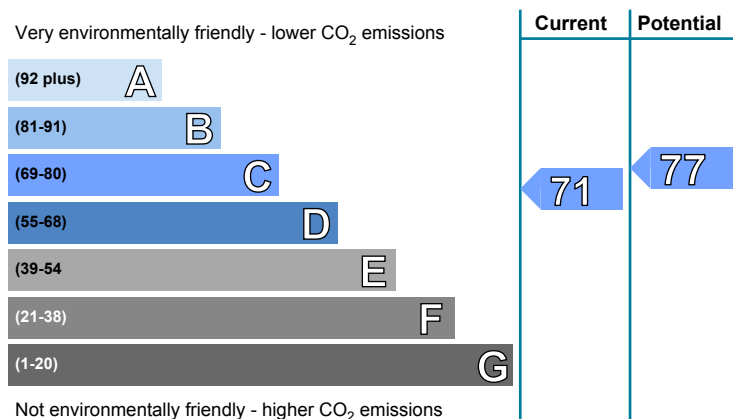 Very environmentally friendly - lower CO2 emissions
Current
Potential
(92 plus) A
(81-91) B
(69-80) C
(55-68) D
(39-54 E
(21-38) F
(1-20) G
71
77
Not environmentally friendly - higher CO2 emissions